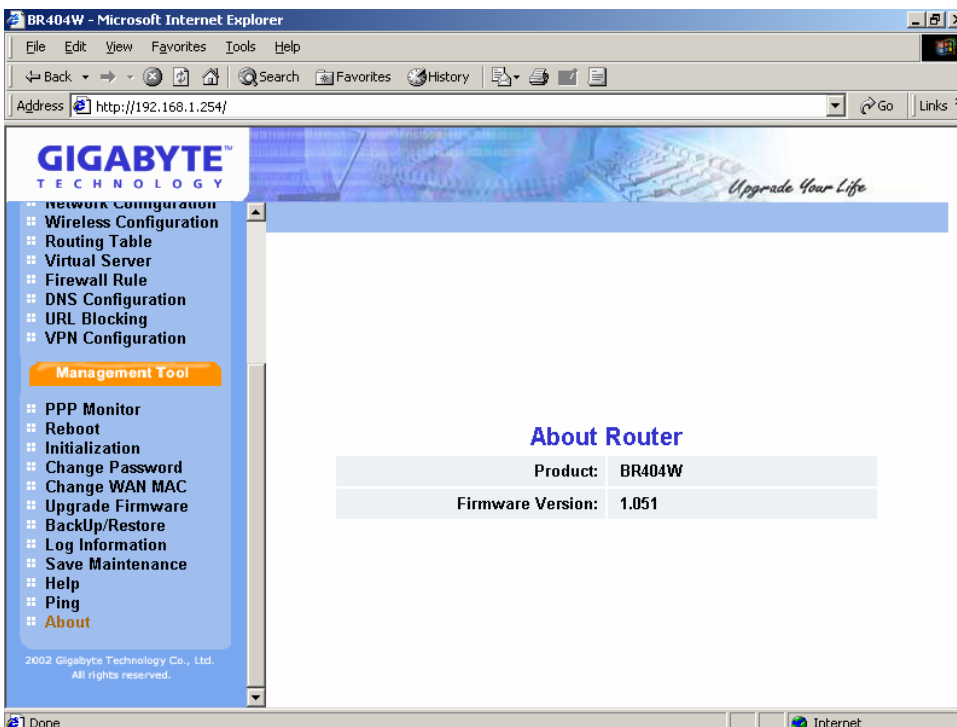 BR404W - Microsoft Internet Explorer
File Edit View Favorites Tools Help
Back Search Favorites History
Address http://192.168.1.254/ Go Links
GIGABYTE™
TECHNOLOGY
Upgrade Your Life
Network Configuration
Wireless Configuration
Routing Table
Virtual Server
Firewall Rule
DNS Configuration
URL Blocking
VPN Configuration
Management Tool
PPP Monitor
Reboot
Initialization
Change Password
Change WAN MAC
Upgrade Firmware
BackUp/Restore
Log Information
Save Maintenance
Help
Ping
About
2002 Gigabyte Technology Co., Ltd.
All rights reserved.
About Router
Product: BR404W
Firmware Version: 1.051
Done Internet